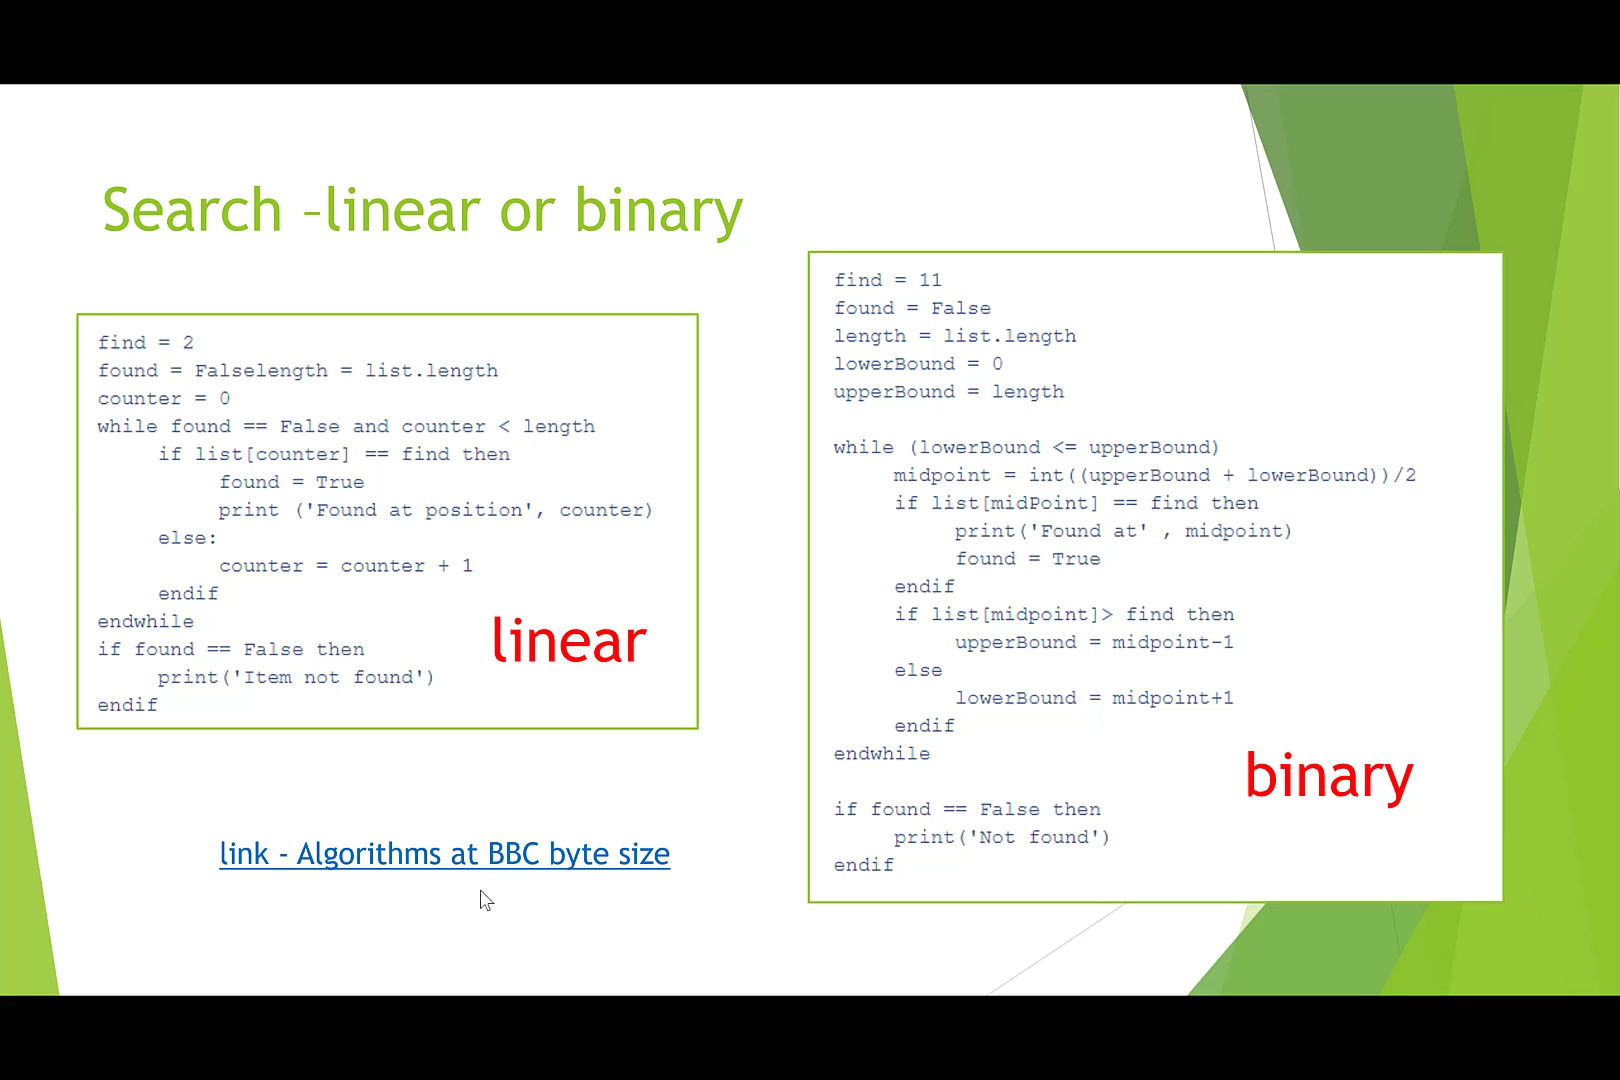 Search –linear or binary
find = 2
found = Falselength = list.length
counter = 0
while found == False and counter < length
if list[counter] == find then
found = True
print ('Found at position', counter)
else:
counter = counter + 1
endif
endwhile
if found == False then
print('Item not found')
endif
linear
link - Algorithms at BBC byte size
find = 11
found = False
length = list.length
lowerBound = 0
upperBound = length
while (lowerBound <= upperBound)
midpoint = int((upperBound + lowerBound))/2
if list[midPoint] == find then
print('Found at' , midpoint)
found = True
endif
if list[midpoint]> find then
upperBound = midpoint-1
else
lowerBound = midpoint+1
endif
endwhile
if found == False then
print('Not found')
endif
binary